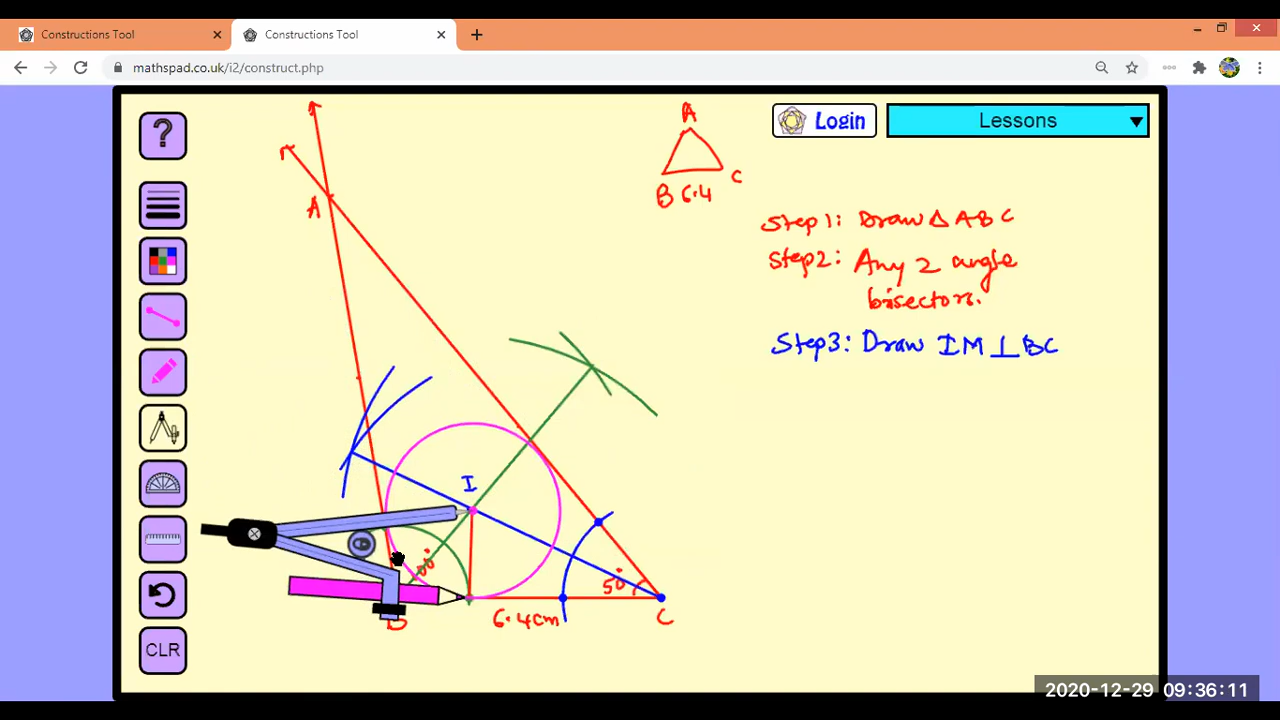 Constructions Tool
Constructions Tool
mathspad.co.uk/i2/construct.php
?
Login
Lessons
A
B 6.4 C
A
Step1: Draw △ABC
Step2: Any 2 angle
bisectors.
Step3: Draw IM ⊥ BC
I
50°
6.4cm
C
CLR
2020-12-29 09:36:11